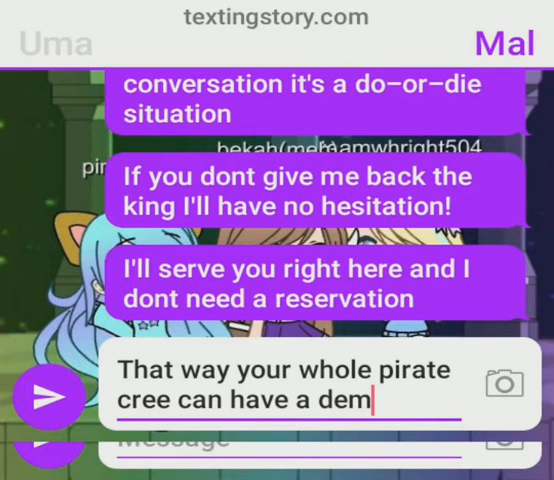 textingstory.com
Uma
Mal
conversation it's a do-or-die
situation
pir
If you dont give me back the
king I'll have no hesitation!
I'll serve you right here and I
dont need a reservation
That way your whole pirate
cree can have a dem
Message